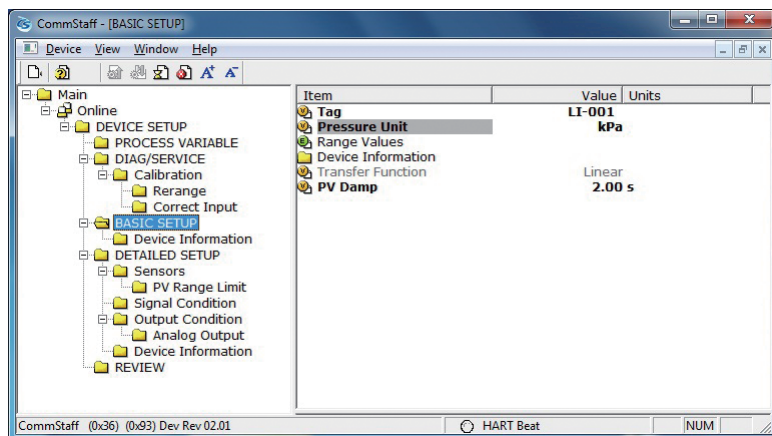 CommStaff - [BASIC SETUP]
Device View Window Help
Main
Online
DEVICE SETUP
PROCESS VARIABLE
DIAG/SERVICE
Calibration
Rerange
Correct Input
BASIC SETUP
Device Information
DETAILED SETUP
Sensors
PV Range Limit
Signal Condition
Output Condition
Analog Output
Device Information
REVIEW
Item Value Units
Tag LI-001
Pressure Unit kPa
Range Values
Device Information
Transfer Function Linear
PV Damp 2.00 s
CommStaff (0x36) (0x93) Dev Rev 02.01 HART Beat NUM